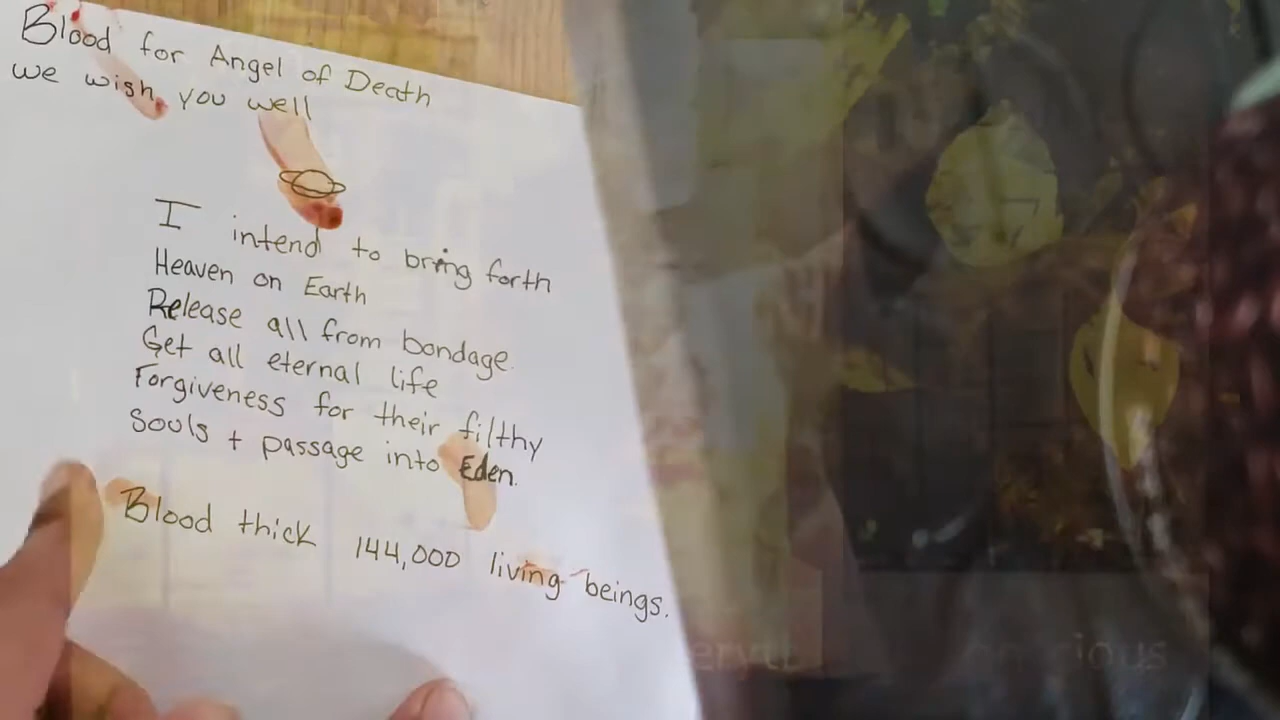 Blood for Angel of Death
we wish you well
I intend to bring forth
Heaven on Earth
Release all from bondage.
Get all eternal life
Forgiveness for their filthy
Souls + passage into Eden.
Blood thick 144,000 living beings.